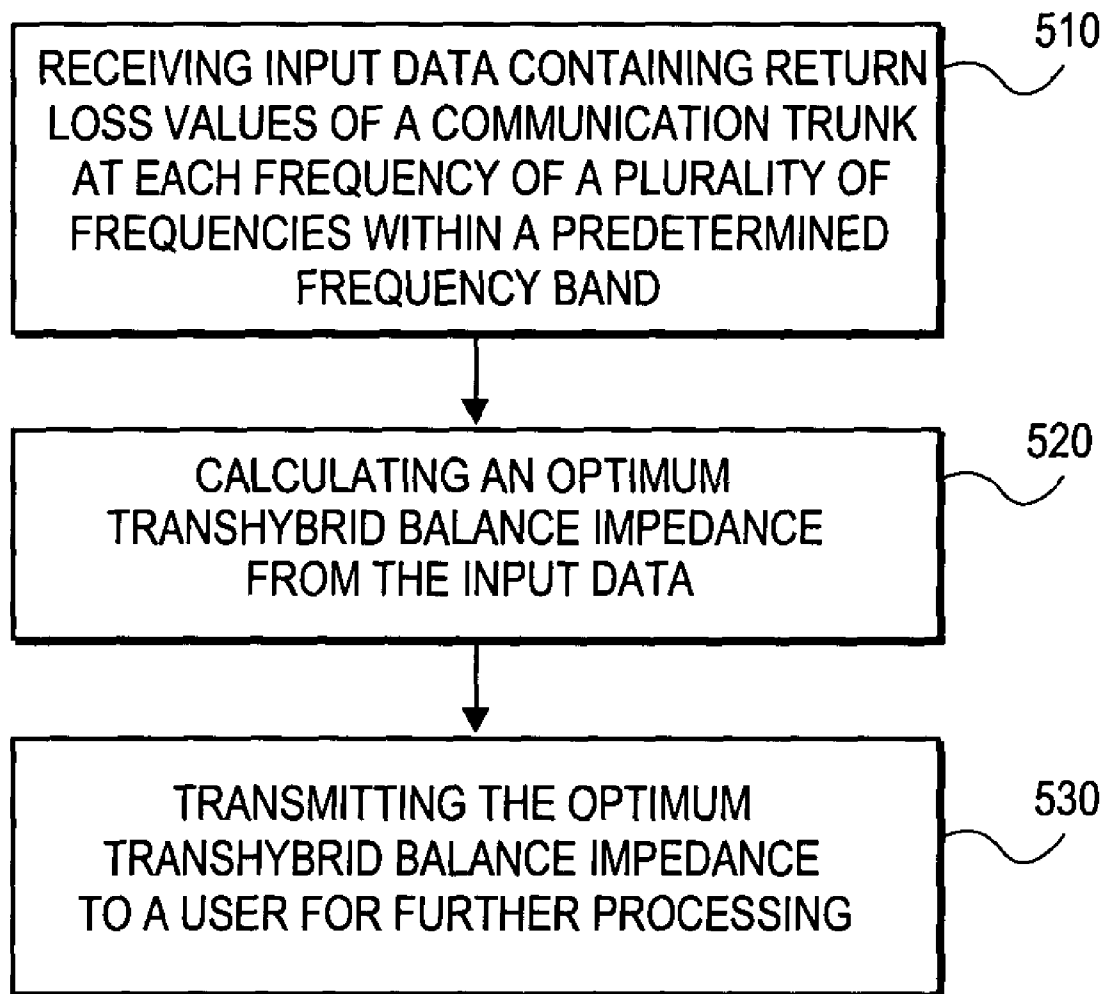 510
RECEIVING INPUT DATA CONTAINING RETURN
LOSS VALUES OF A COMMUNICATION TRUNK
AT EACH FREQUENCY OF A PLURALITY OF
FREQUENCIES WITHIN A PREDETERMINED
FREQUENCY BAND
520
CALCULATING AN OPTIMUM
TRANSHYBRID BALANCE IMPEDANCE
FROM THE INPUT DATA
530
TRANSMITTING THE OPTIMUM
TRANSHYBRID BALANCE IMPEDANCE
TO A USER FOR FURTHER PROCESSING